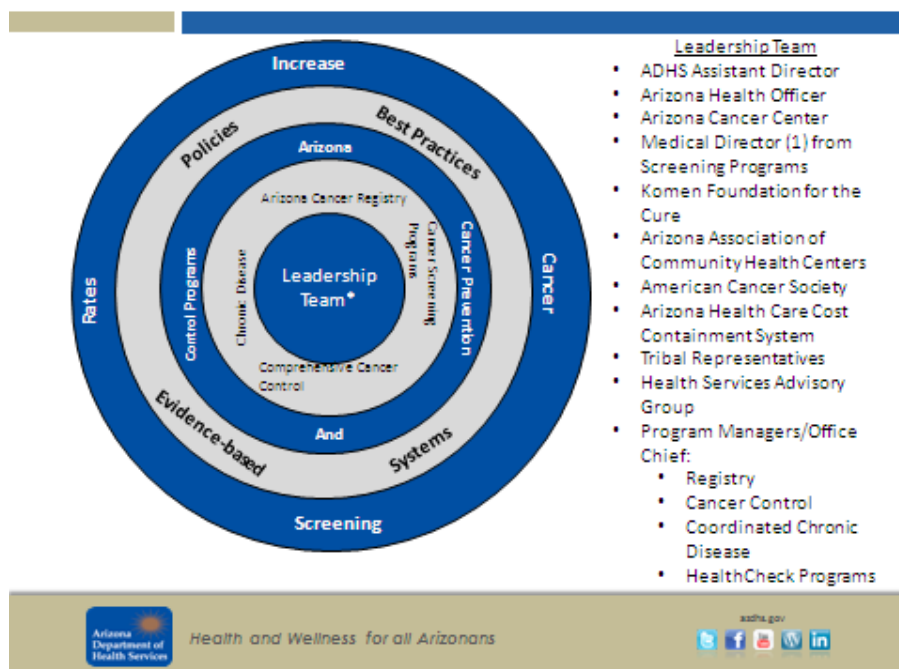 Increase
Cancer
Screening
Rates
Policies
Best Practices
Systems
Evidence-based
Arizona
Cancer Prevention
And
Control Programs
Arizona Cancer Registry
Cancer Screening
Programs
Comprehensive Cancer
Control
Chronic Disease
Leadership
Team*
Leadership Team
• ADHS Assistant Director
• Arizona Health Officer
• Arizona Cancer Center
• Medical Director (1) from
Screening Programs
• Komen Foundation for the
Cure
• Arizona Association of
Community Health Centers
• American Cancer Society
• Arizona Health Care Cost
Containment System
• Tribal Representatives
• Health Services Advisory
Group
• Program Managers/Office
Chief:
• Registry
• Cancer Control
• Coordinated Chronic
Disease
• HealthCheck Programs
Arizona
Department of
Health Services
Health and Wellness for all Arizonans
azdhs.gov